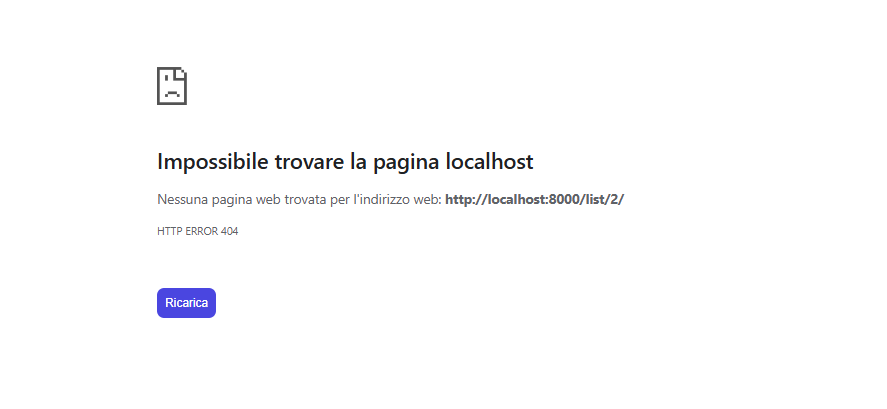 Impossibile trovare la pagina localhost
Nessuna pagina web trovata per l'indirizzo web: http://localhost:8000/list/2/
HTTP ERROR 404
Ricarica